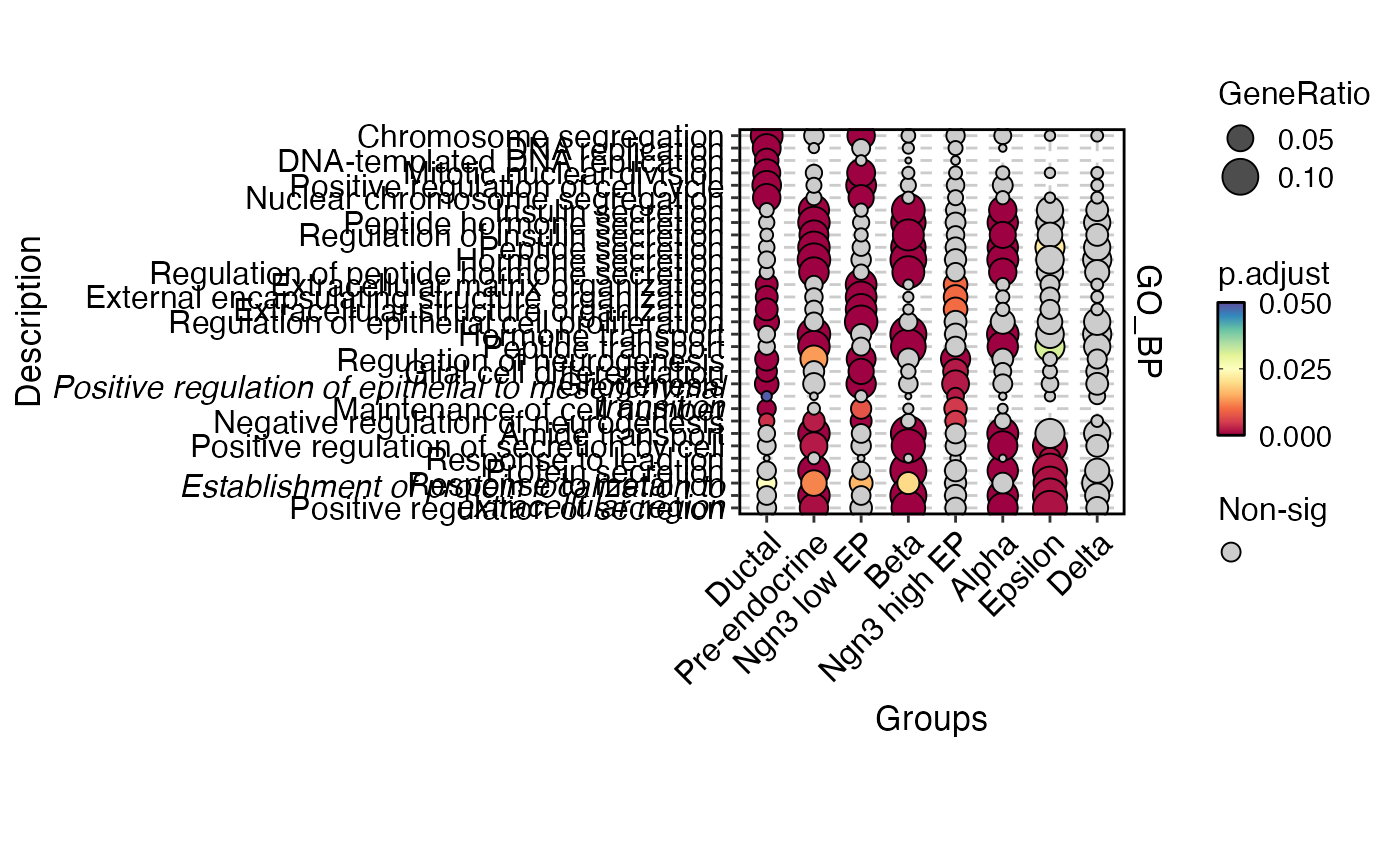 Chromosome segregation
DNA replication
DNA-templated DNA replication
Mitotic nuclear division
Positive regulation of cell cycle
Nuclear chromosome segregation
Insulin secretion
Peptide hormone secretion
Regulation of insulin secretion
Peptide secretion
Hormone secretion
Regulation of peptide hormone secretion
Extracellular matrix organization
External encapsulating structure organization
Extracellular structure organization
Regulation of epithelial cell proliferation
Hormone transport
Peptide transport
Regulation of neurogenesis
Glial cell differentiation
Positive regulation of epithelial to mesenchymal
transition
Maintenance of cell number
Negative regulation of neurogenesis
Amide transport
Positive regulation of secretion by cell
Response to lead ion
Protein secretion
Response to metal ion
Establishment of protein localization to
extracellular region
Positive regulation of secretion
Description
GO_BP
Ductal
Pre-endocrine
Ngn3 low EP
Beta
Ngn3 high EP
Alpha
Epsilon
Delta
Groups
GeneRatio
0.05
0.10
p.adjust
0.050
0.025
0.000
Non-sig